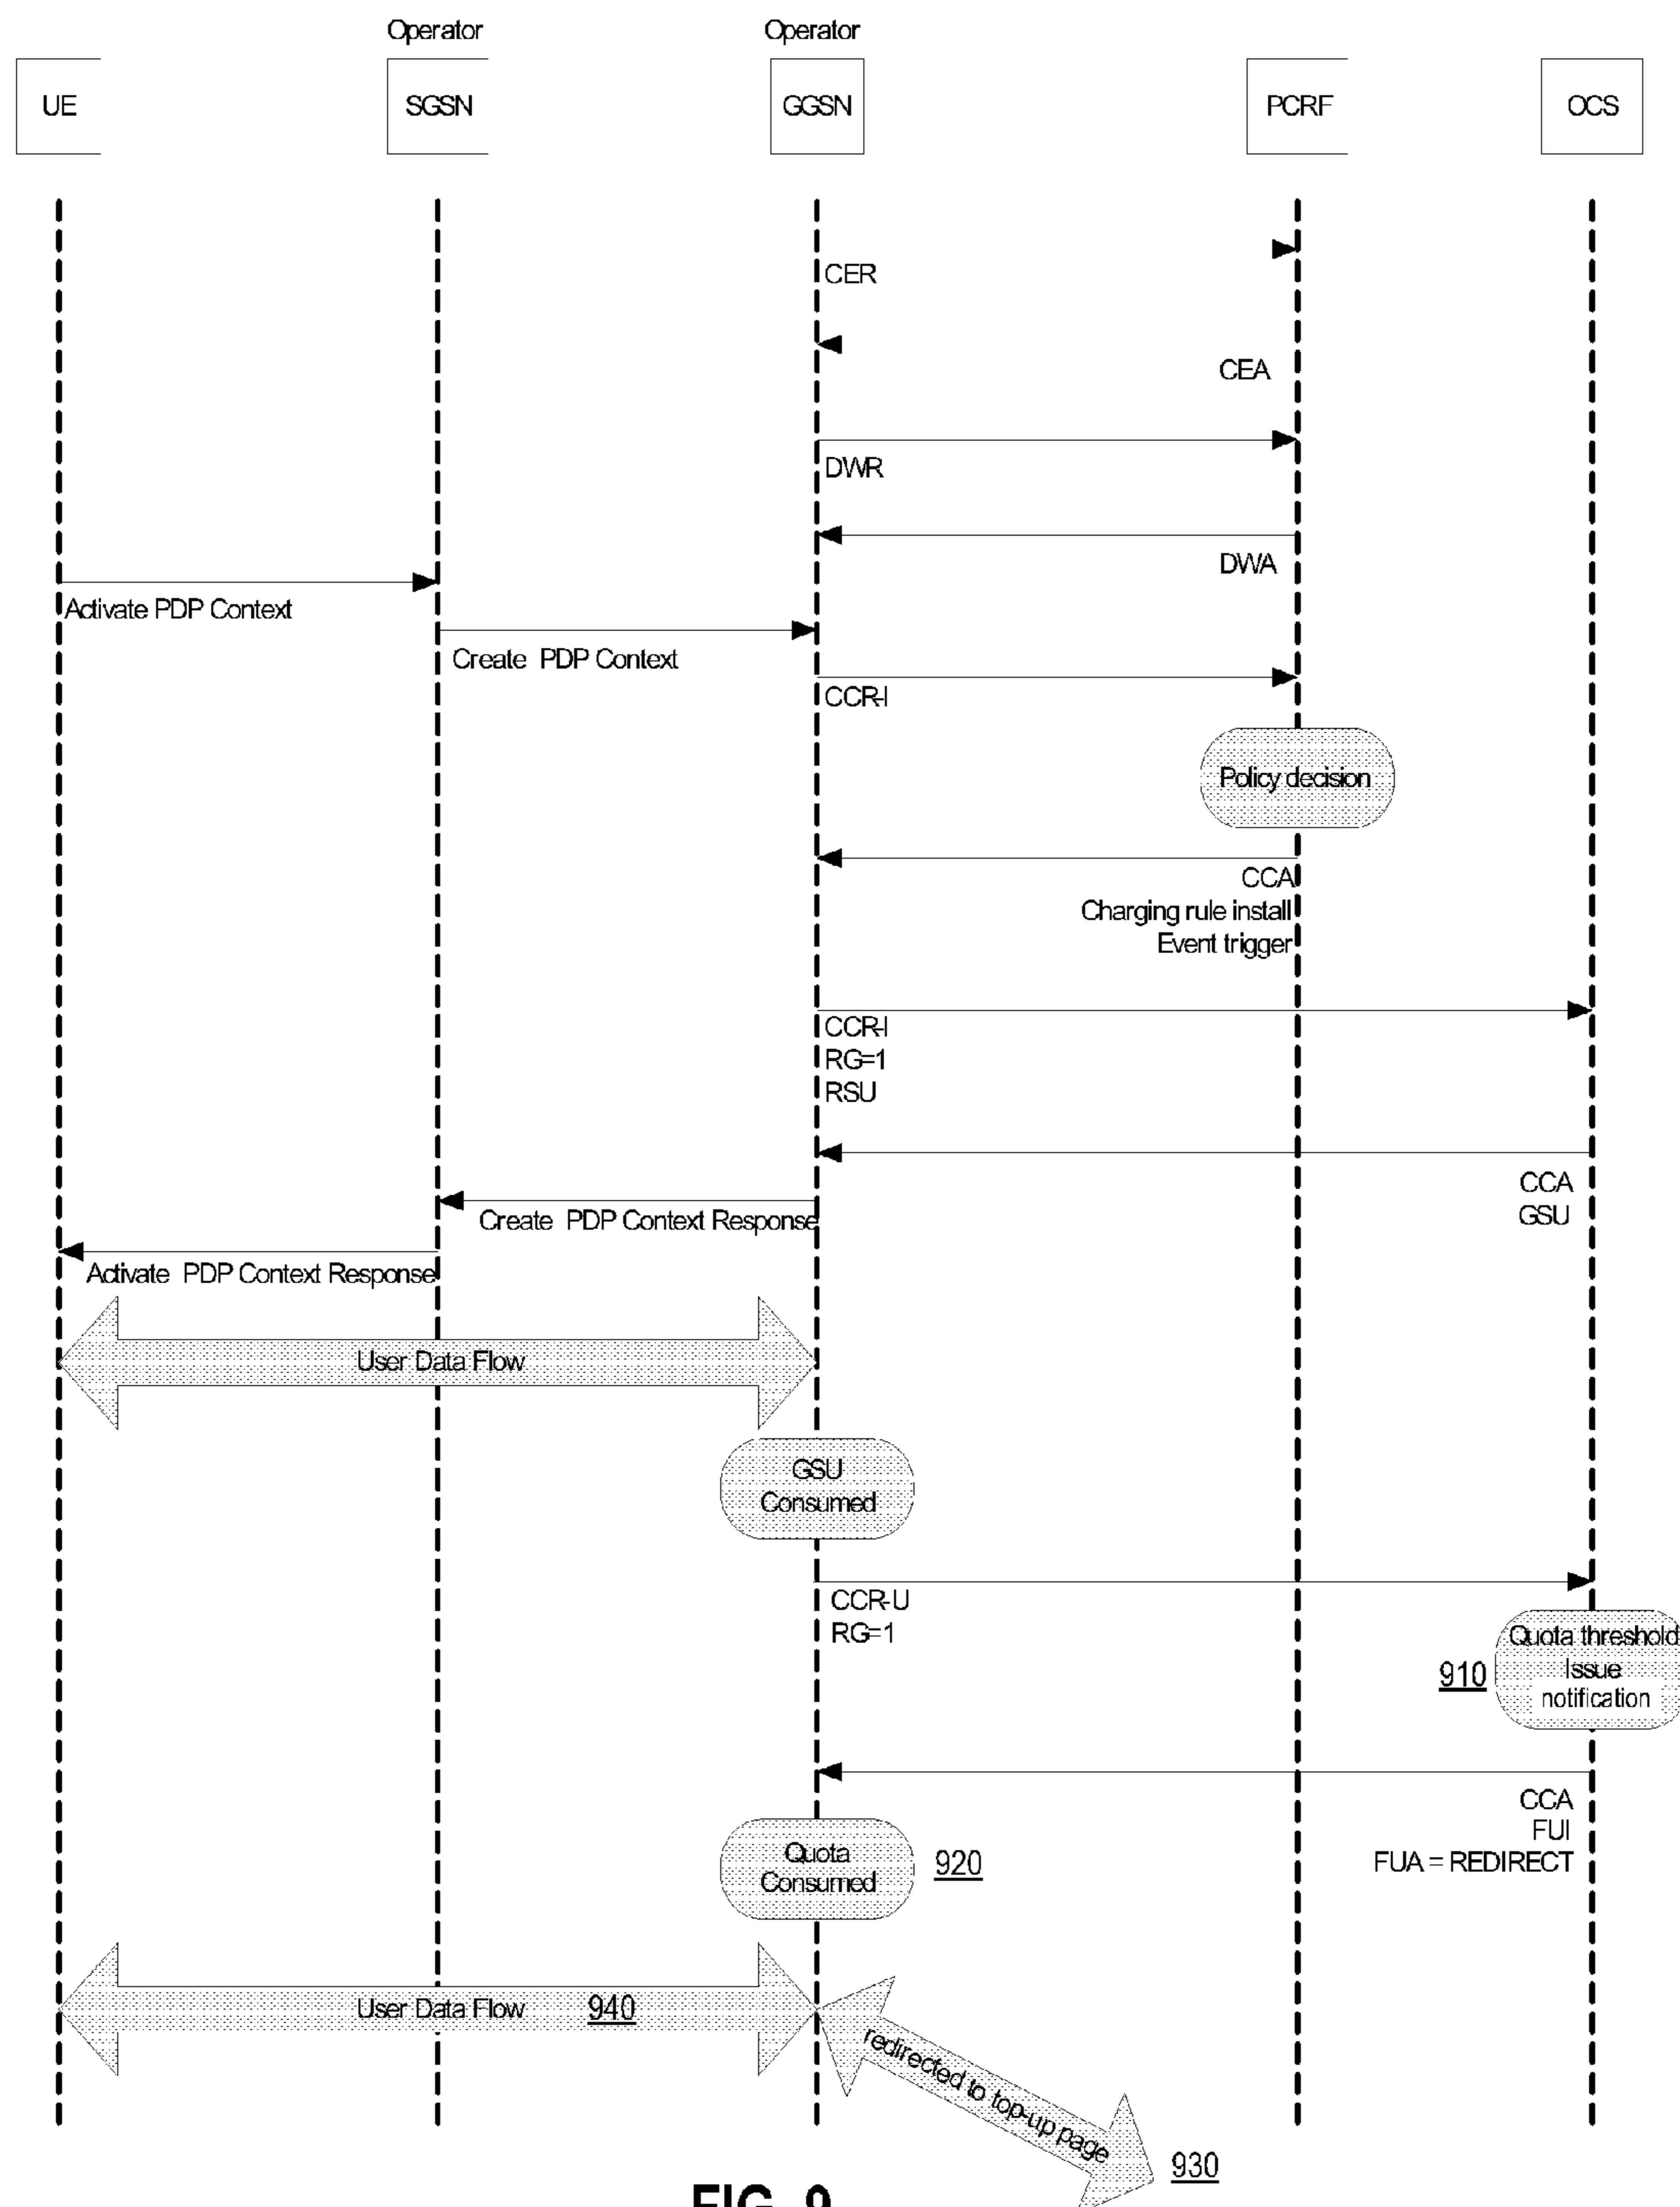 Operator
Operator
UE
SGSN
GGSN
PCRF
OCS
CER
CEA
DWR
DWA
Activate PDP Context
Create PDP Context
CCR-I
Policy decision
CCA
Charging rule install
Event trigger
CCR-I
RG=1
RSU
CCA
GSU
Create PDP Context Response
Activate PDP Context Response
User Data Flow
GSU
Consumed
CCR-U
RG=1
Quota threshold
Issue
notification
910
CCA
FUI
FUA = REDIRECT
Quota
Consumed
920
User Data Flow
940
redirected to top-up page
930
FIG. 9